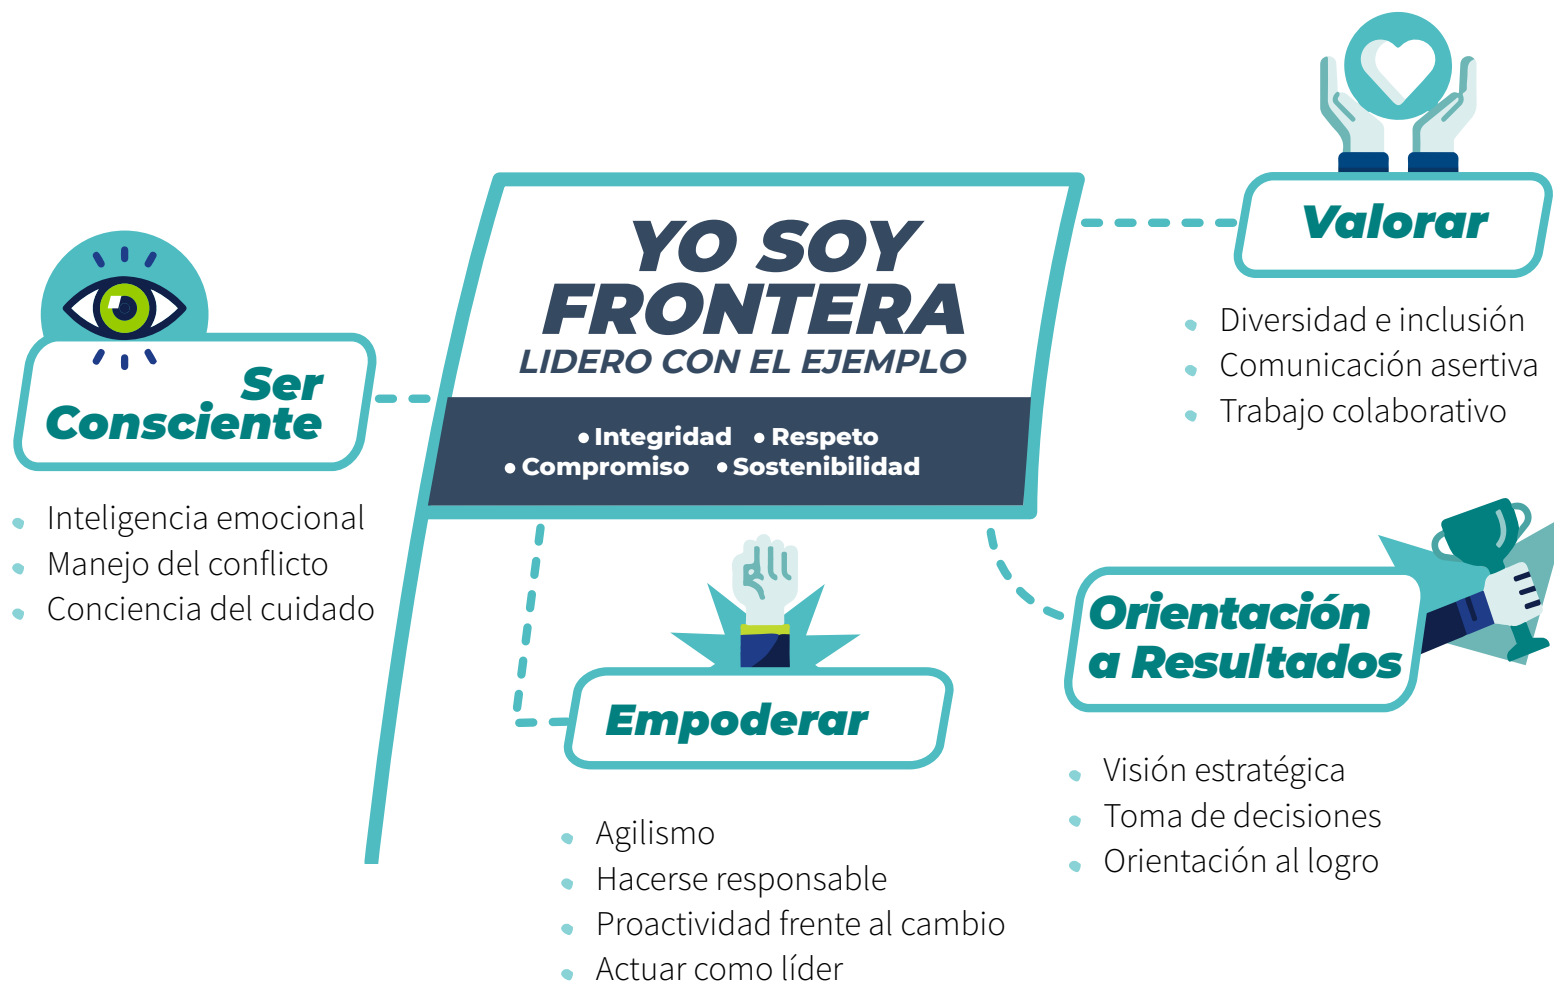 YO SOY
FRONTERA
LIDERO CON EL EJEMPLO
• Integridad • Respeto
• Compromiso • Sostenibilidad
Ser
Consciente
• Inteligencia emocional
• Manejo del conflicto
• Conciencia del cuidado
Empoderar
• Agilismo
• Hacerse responsable
• Proactividad frente al cambio
• Actuar como líder
Orientación
a Resultados
• Visión estratégica
• Toma de decisiones
• Orientación al logro
Valorar
• Diversidad e inclusión
• Comunicación asertiva
• Trabajo colaborativo